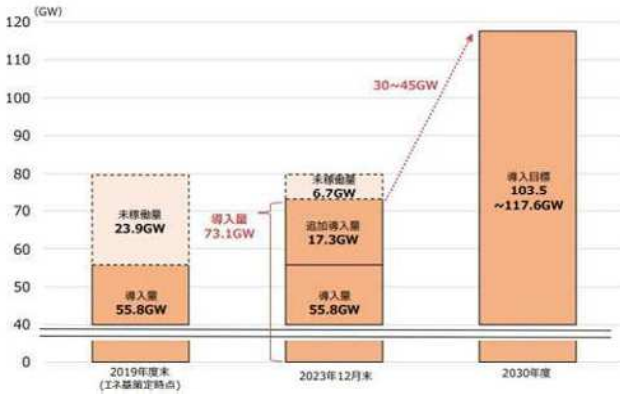 (GW)
120
110
100
90
80
70
60
50
40
0
未稼働量
23.9GW
導入量
55.8GW
導入量
73.1GW
未稼働量
6.7GW
追加導入量
17.3GW
導入量
55.8GW
30~45GW
導入目標
103.5
~117.6GW
2019年度末
(エネ基策定時点)
2023年12月末
2030年度